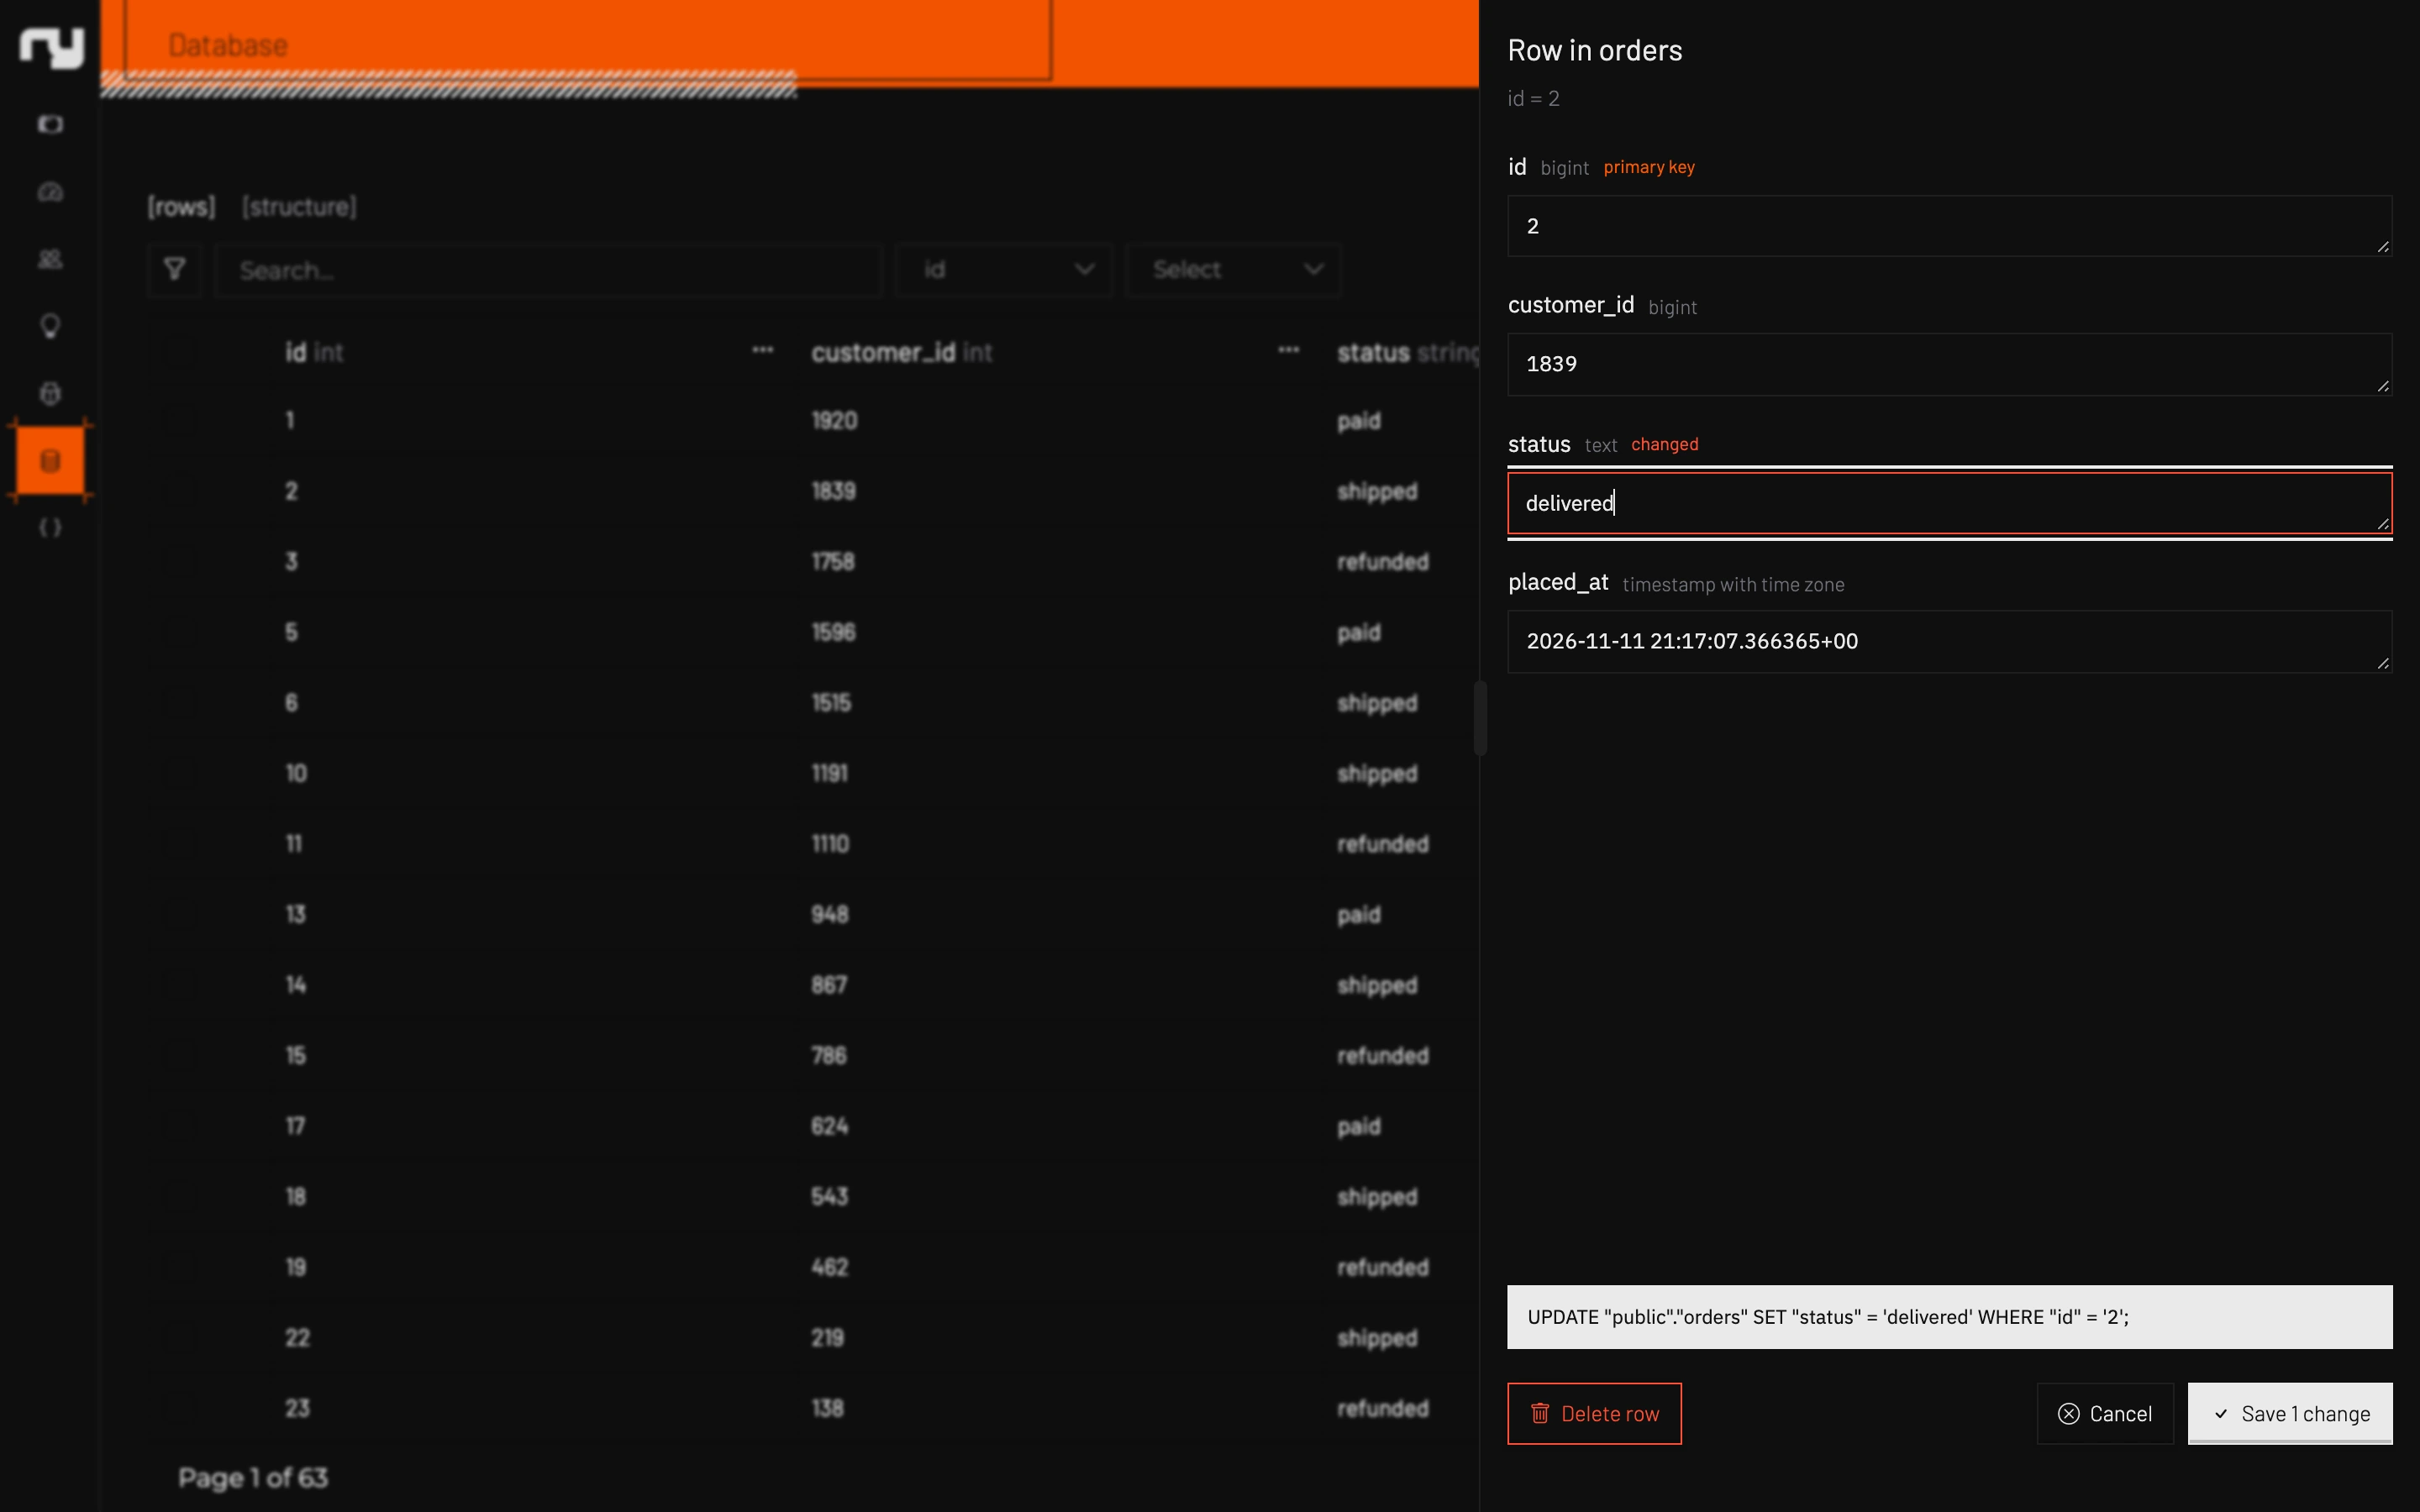 Database
[rows] [structure]
Search...
id
Select
id int
customer_id int
status string
1 1920 paid
2 1839 shipped
3 1758 refunded
5 1596 paid
6 1515 shipped
10 1191 shipped
11 1110 refunded
13 948 paid
14 867 shipped
15 786 refunded
17 624 paid
18 543 shipped
19 462 refunded
22 219 shipped
23 138 refunded
Page 1 of 63
Row in orders
id = 2
id bigint primary key
2
customer_id bigint
1839
status text changed
delivered
placed_at timestamp with time zone
2026-11-11 21:17:07.366365+00
UPDATE "public"."orders" SET "status" = 'delivered' WHERE "id" = '2';
Delete row
Cancel
Save 1 change